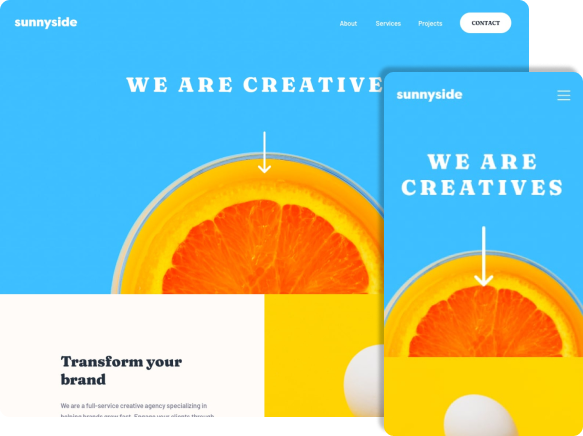 sunnyside
About Services Projects CONTACT
WE ARE CREATIVE
Transform your
brand
We are a full-service creative agency specializing in
helping brands grow fast. Engage your clients through
sunnyside
WE ARE
CREATIVES